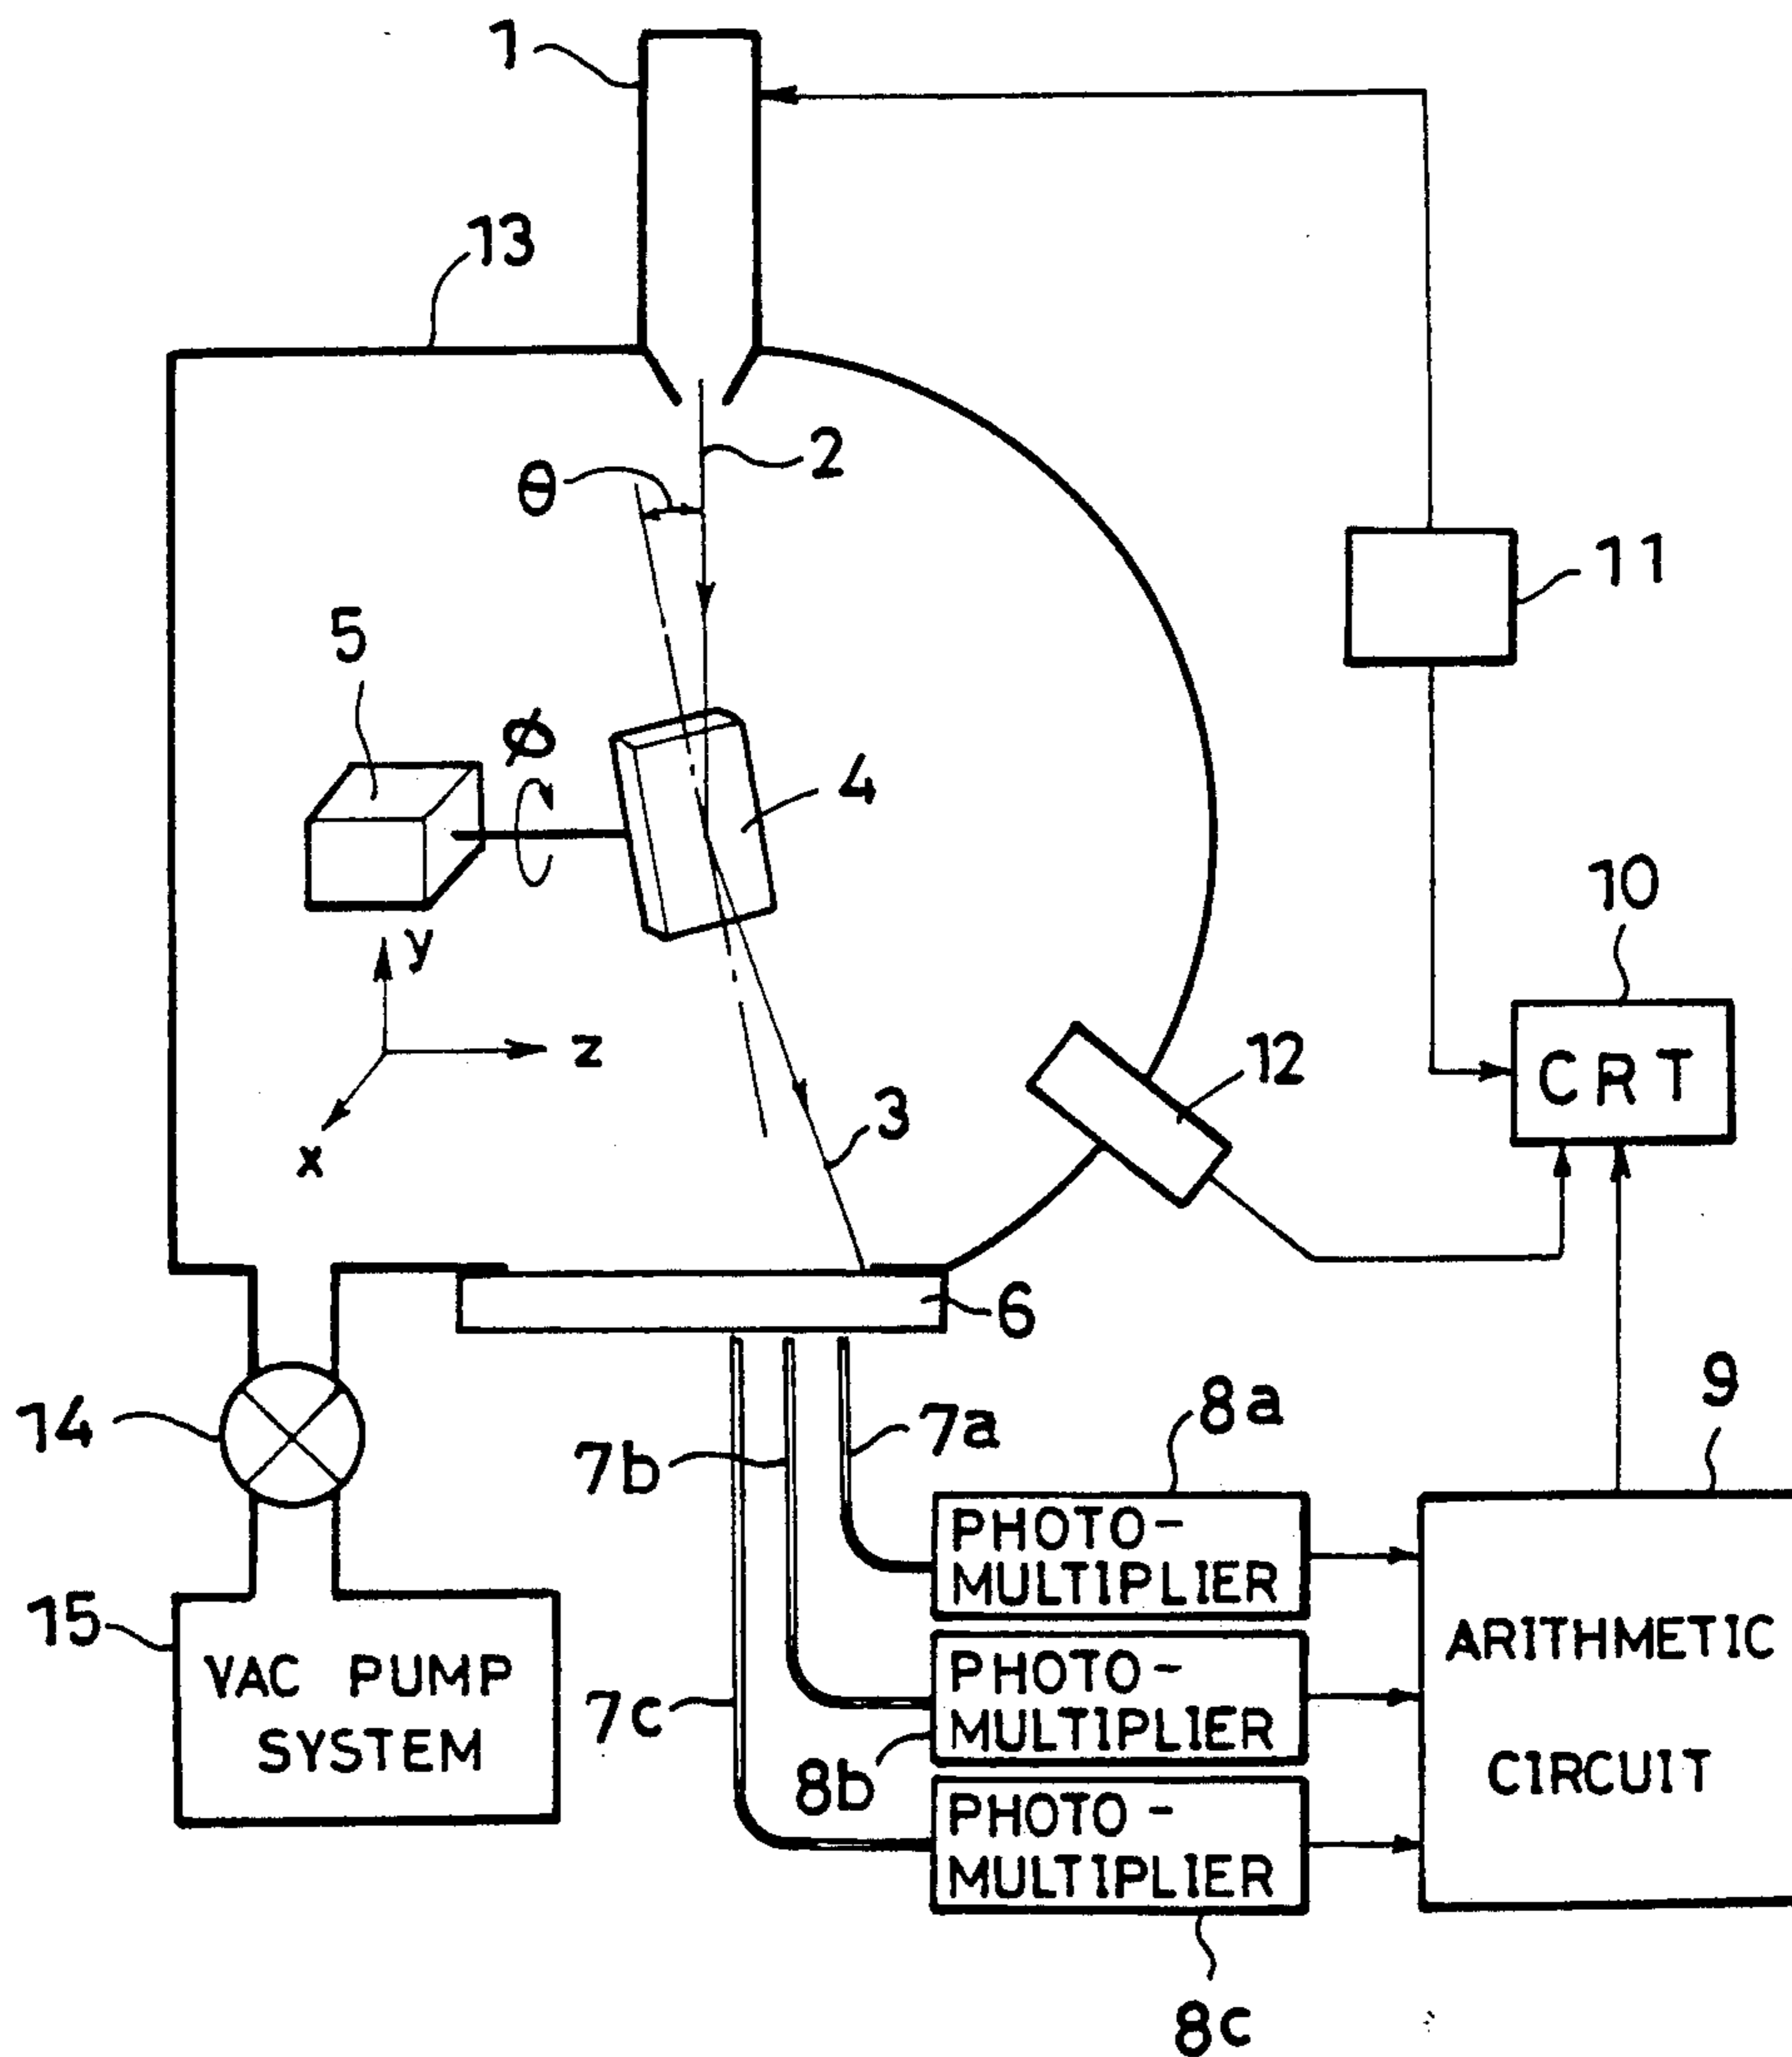 1
13
2
θ
11
5
ϕ
4
10
y
z
x
CRT
12
3
6
14
7b
7a
8a
9
PHOTO-
MULTIPLIER
ARITHMETIC
CIRCUIT
15
VAC PUMP
SYSTEM
7c
PHOTO-
MULTIPLIER
8b
PHOTO-
MULTIPLIER
8c